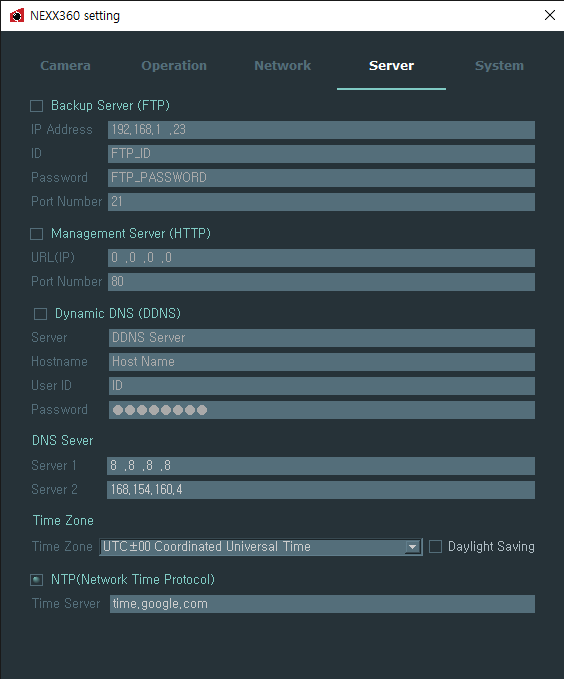 NEXX360 setting
Camera Operation Network Server System
Backup Server (FTP)
IP Address 192.168.1 .23
ID FTP_ID
Password FTP_PASSWORD
Port Number 21
Management Server (HTTP)
URL(IP) 0 .0 .0 .0
Port Number 80
Dynamic DNS (DDNS)
Server DDNS Server
Hostname Host Name
User ID ID
Password ●●●●●●●●
DNS Sever
Server 1 8 .8 .8 .8
Server 2 168.154.160.4
Time Zone
Time Zone UTC±00 Coordinated Universal Time Daylight Saving
NTP(Network Time Protocol)
Time Server time.google.com